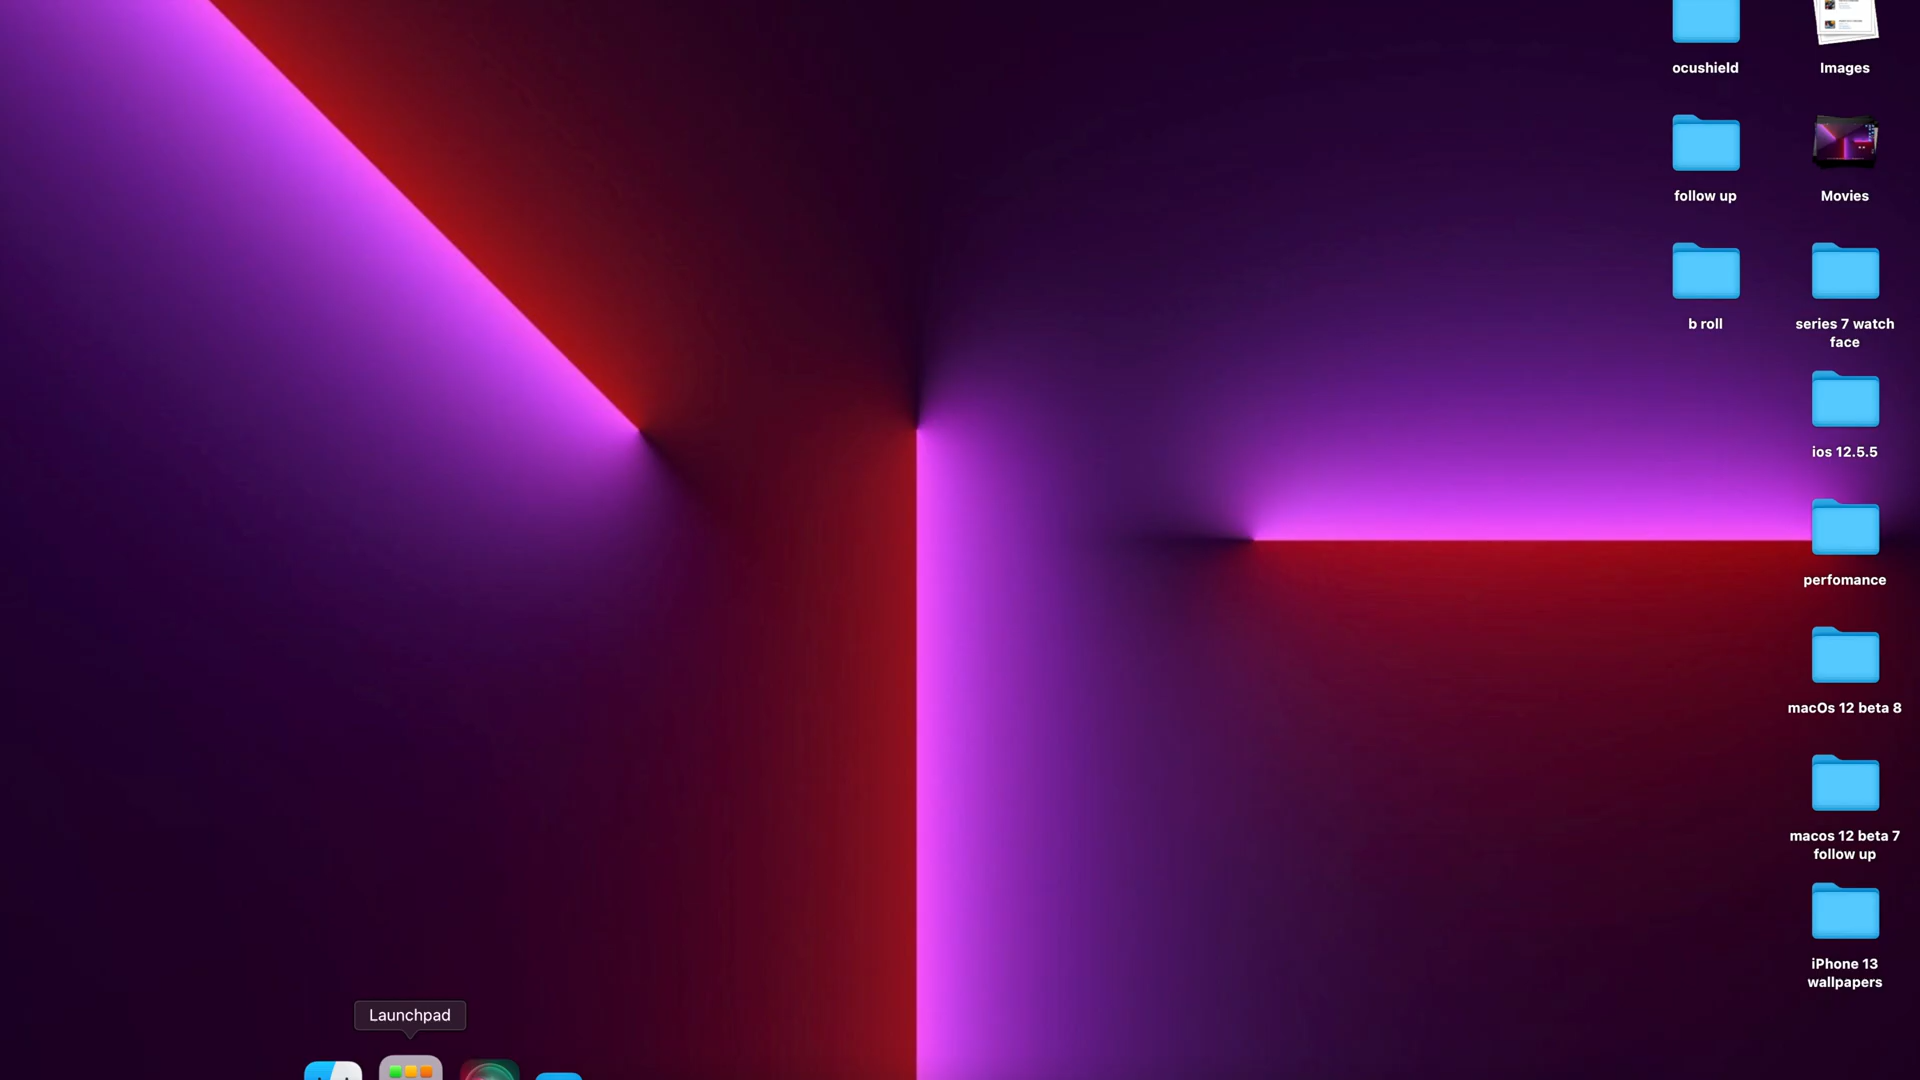 ocushield
Images
follow up
Movies
b roll
series 7 watch
face
ios 12.5.5
perfomance
macOs 12 beta 8
macos 12 beta 7
follow up
iPhone 13
wallpapers
Launchpad